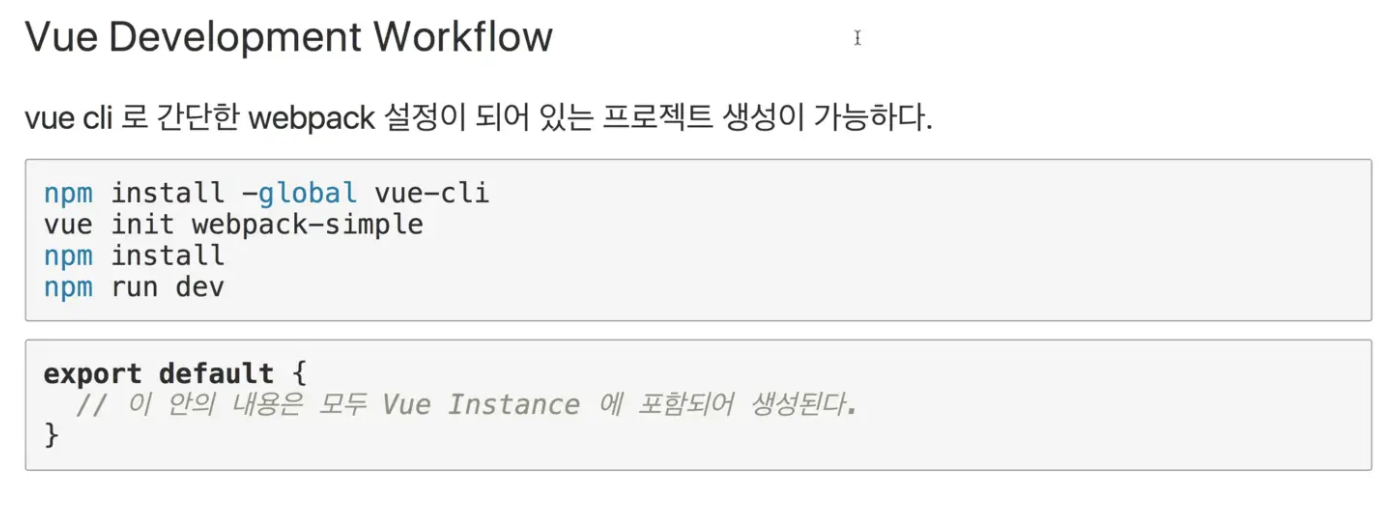 Vue Development Workflow
vue cli 로 간단한 webpack 설정이 되어 있는 프로젝트 생성이 가능하다.
npm install -global vue-cli
vue init webpack-simple
npm install
npm run dev
export default {
  // 이 안의 내용은 모두 Vue Instance 에 포함되어 생성된다.
}